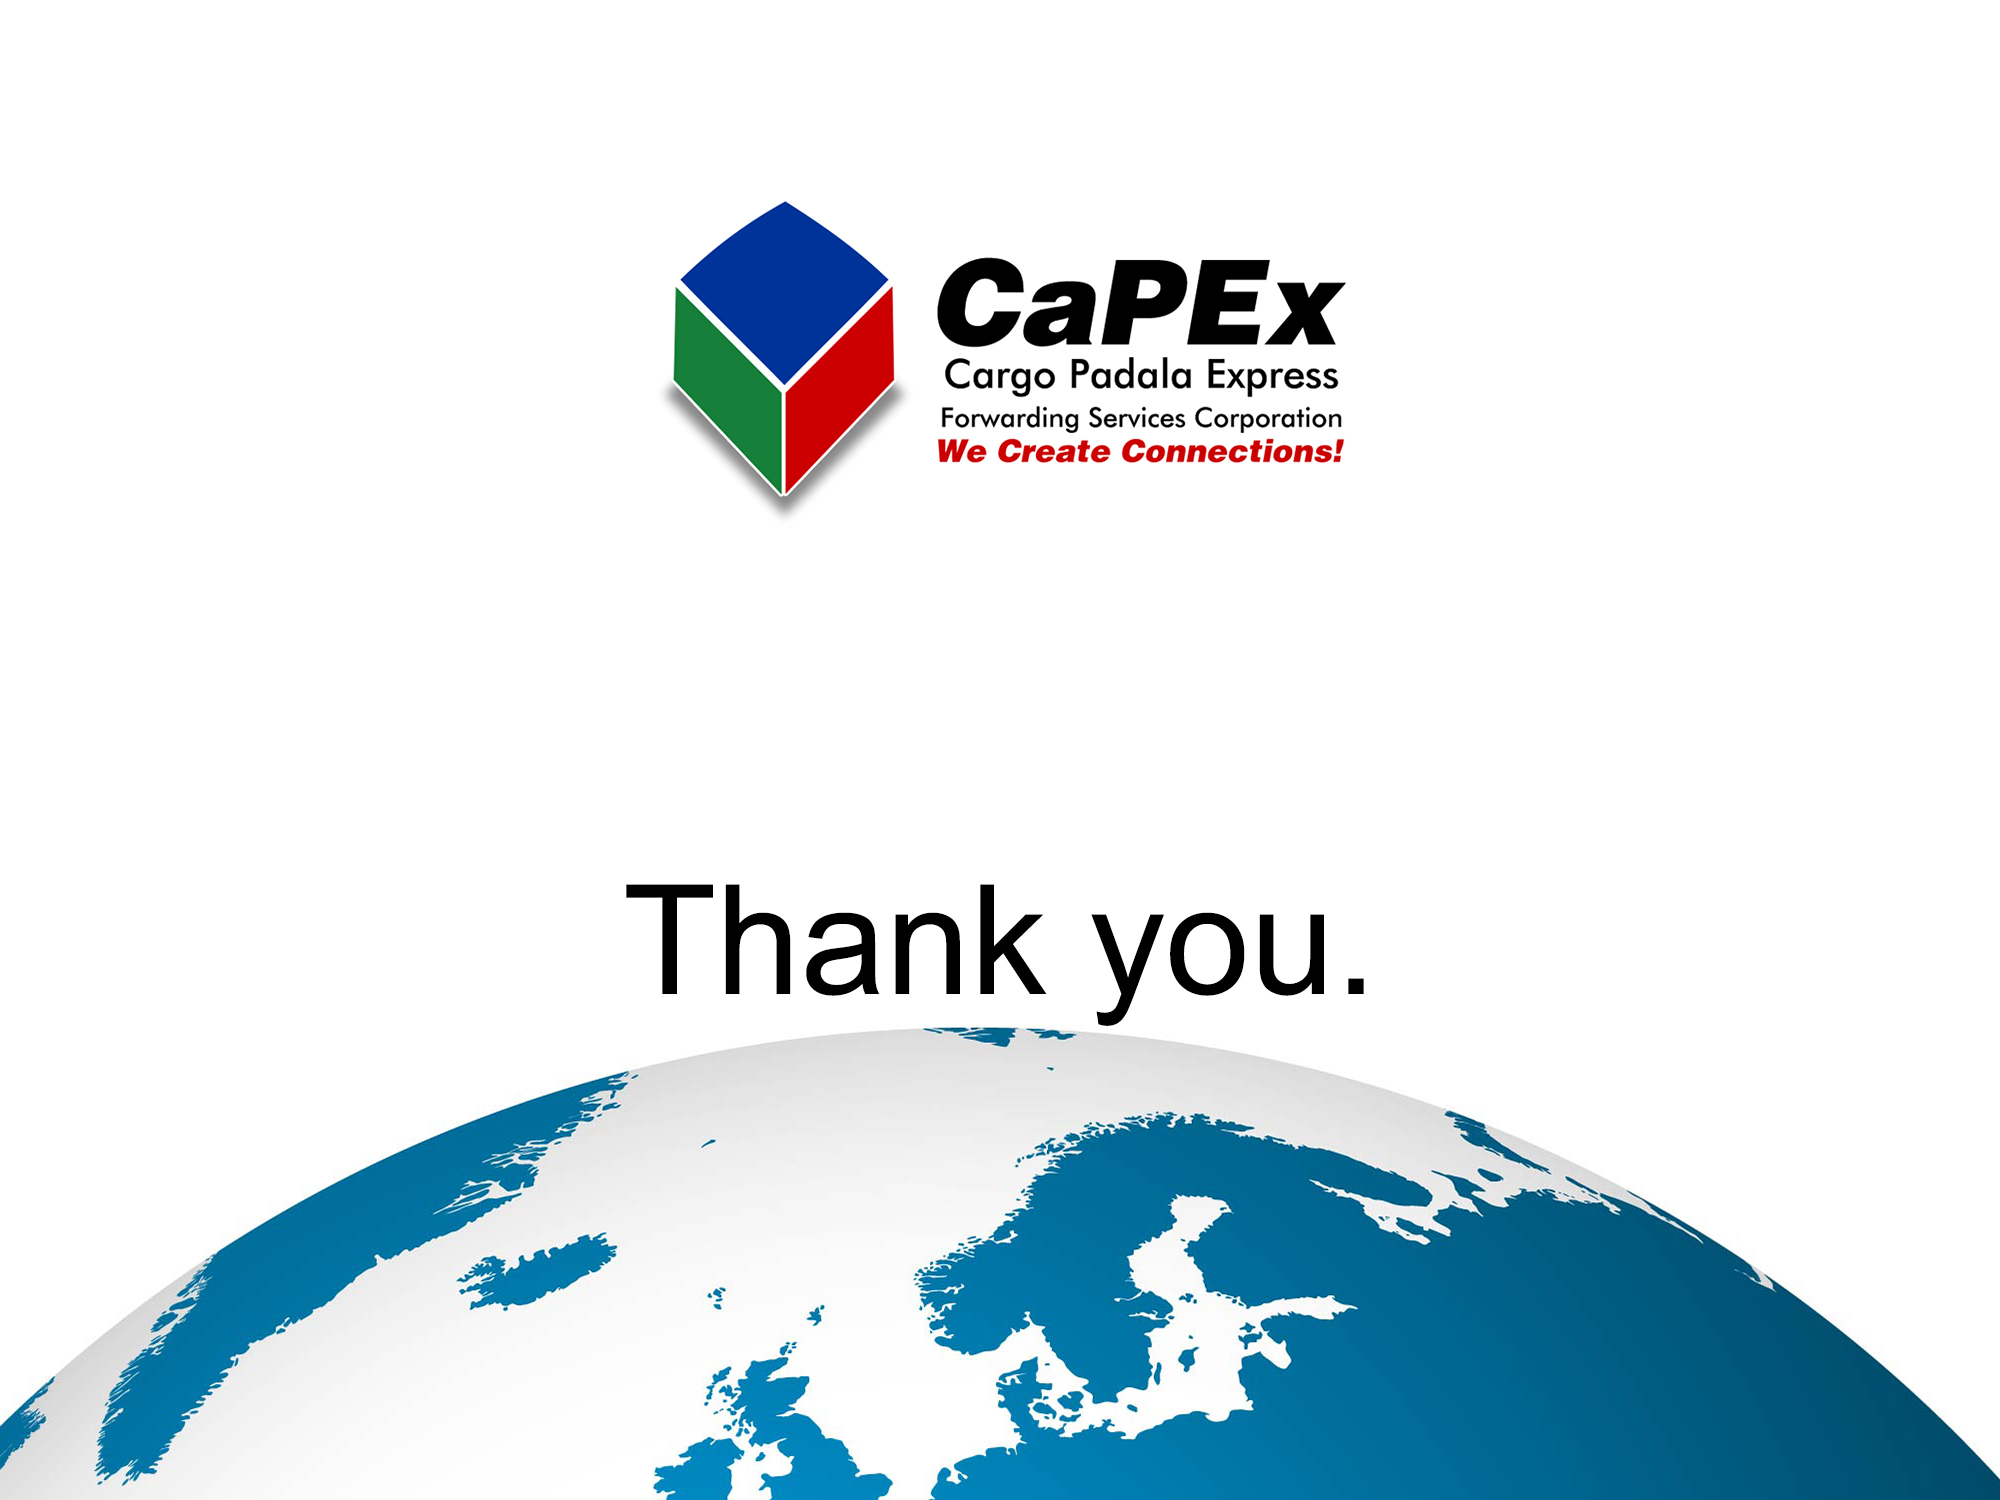 CaPEx
Cargo Padala Express
Forwarding Services Corporation
We Create Connections!
Thank you.